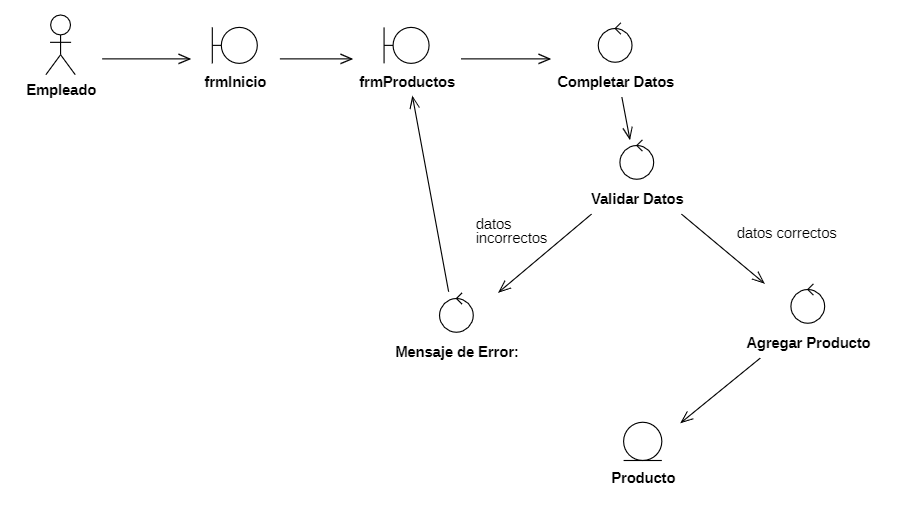 Empleado
frmInicio
frmProductos
Completar Datos
Validar Datos
datos
incorrectos
datos correctos
Mensaje de Error:
Agregar Producto
Producto